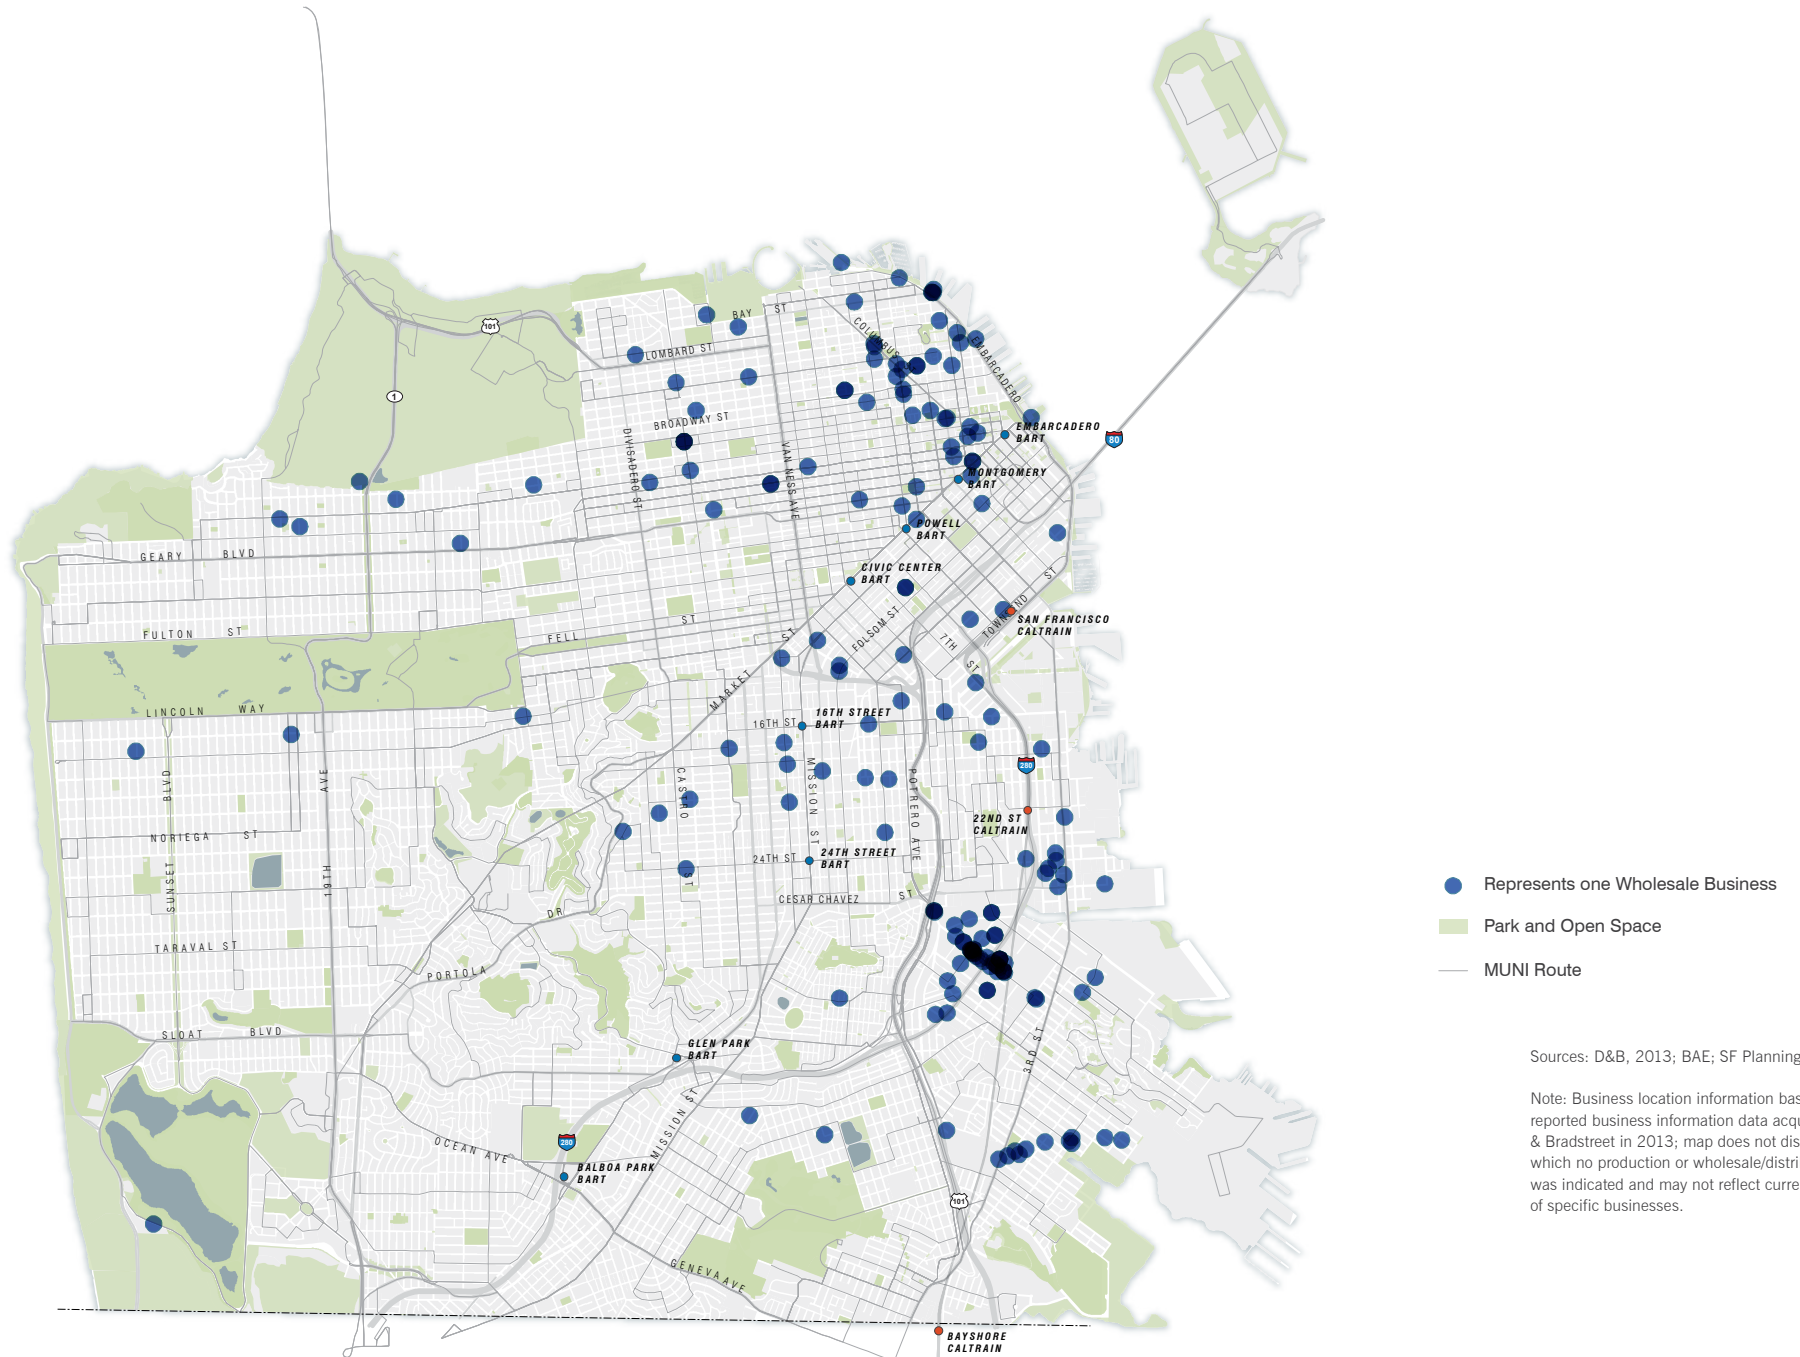 101
BAY ST
COLUMBUS
EMBARCADERO
LOMBARD ST
1
BROADWAY ST
DIVISADERO ST
VAN NESS AVE
EMBARCADERO
BART
80
MONTGOMERY
BART
POWELL
BART
GEARY BLVD
CIVIC CENTER
BART
FOLSOM ST
7TH ST
TOWNSEND ST
SAN FRANCISCO
CALTRAIN
FULTON ST
FELL ST
MARKET ST
LINCOLN WAY
16TH ST
16TH STREET
BART
280
SUNSET BLVD
19TH AVE
CASTRO ST
MISSION ST
POTRERO AVE
22ND ST
CALTRAIN
NORIEGA ST
24TH ST
24TH STREET
BART
CESAR CHAVEZ ST
DR
PORTOLA
TARAVAL ST
SLOAT BLVD
GLEN PARK
BART
3RD ST
MISSION ST
OCEAN AVE
280
BALBOA PARK
BART
101
GENEVA AVE
BAYSHORE
CALTRAIN
Represents one Wholesale Business
Park and Open Space
MUNI Route
Sources: D&B, 2013; BAE; SF Planning
Note: Business location information bas
reported business information data acqu
& Bradstreet in 2013; map does not dis
which no production or wholesale/distri
was indicated and may not reflect curre
of specific businesses.